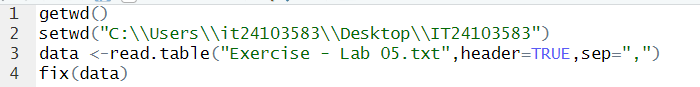 1 getwd()
2 setwd("C:\\Users\\it24103583\\Desktop\\IT24103583")
3 data <-read.table("Exercise - Lab 05.txt",header=TRUE,sep=",")
4 fix(data)